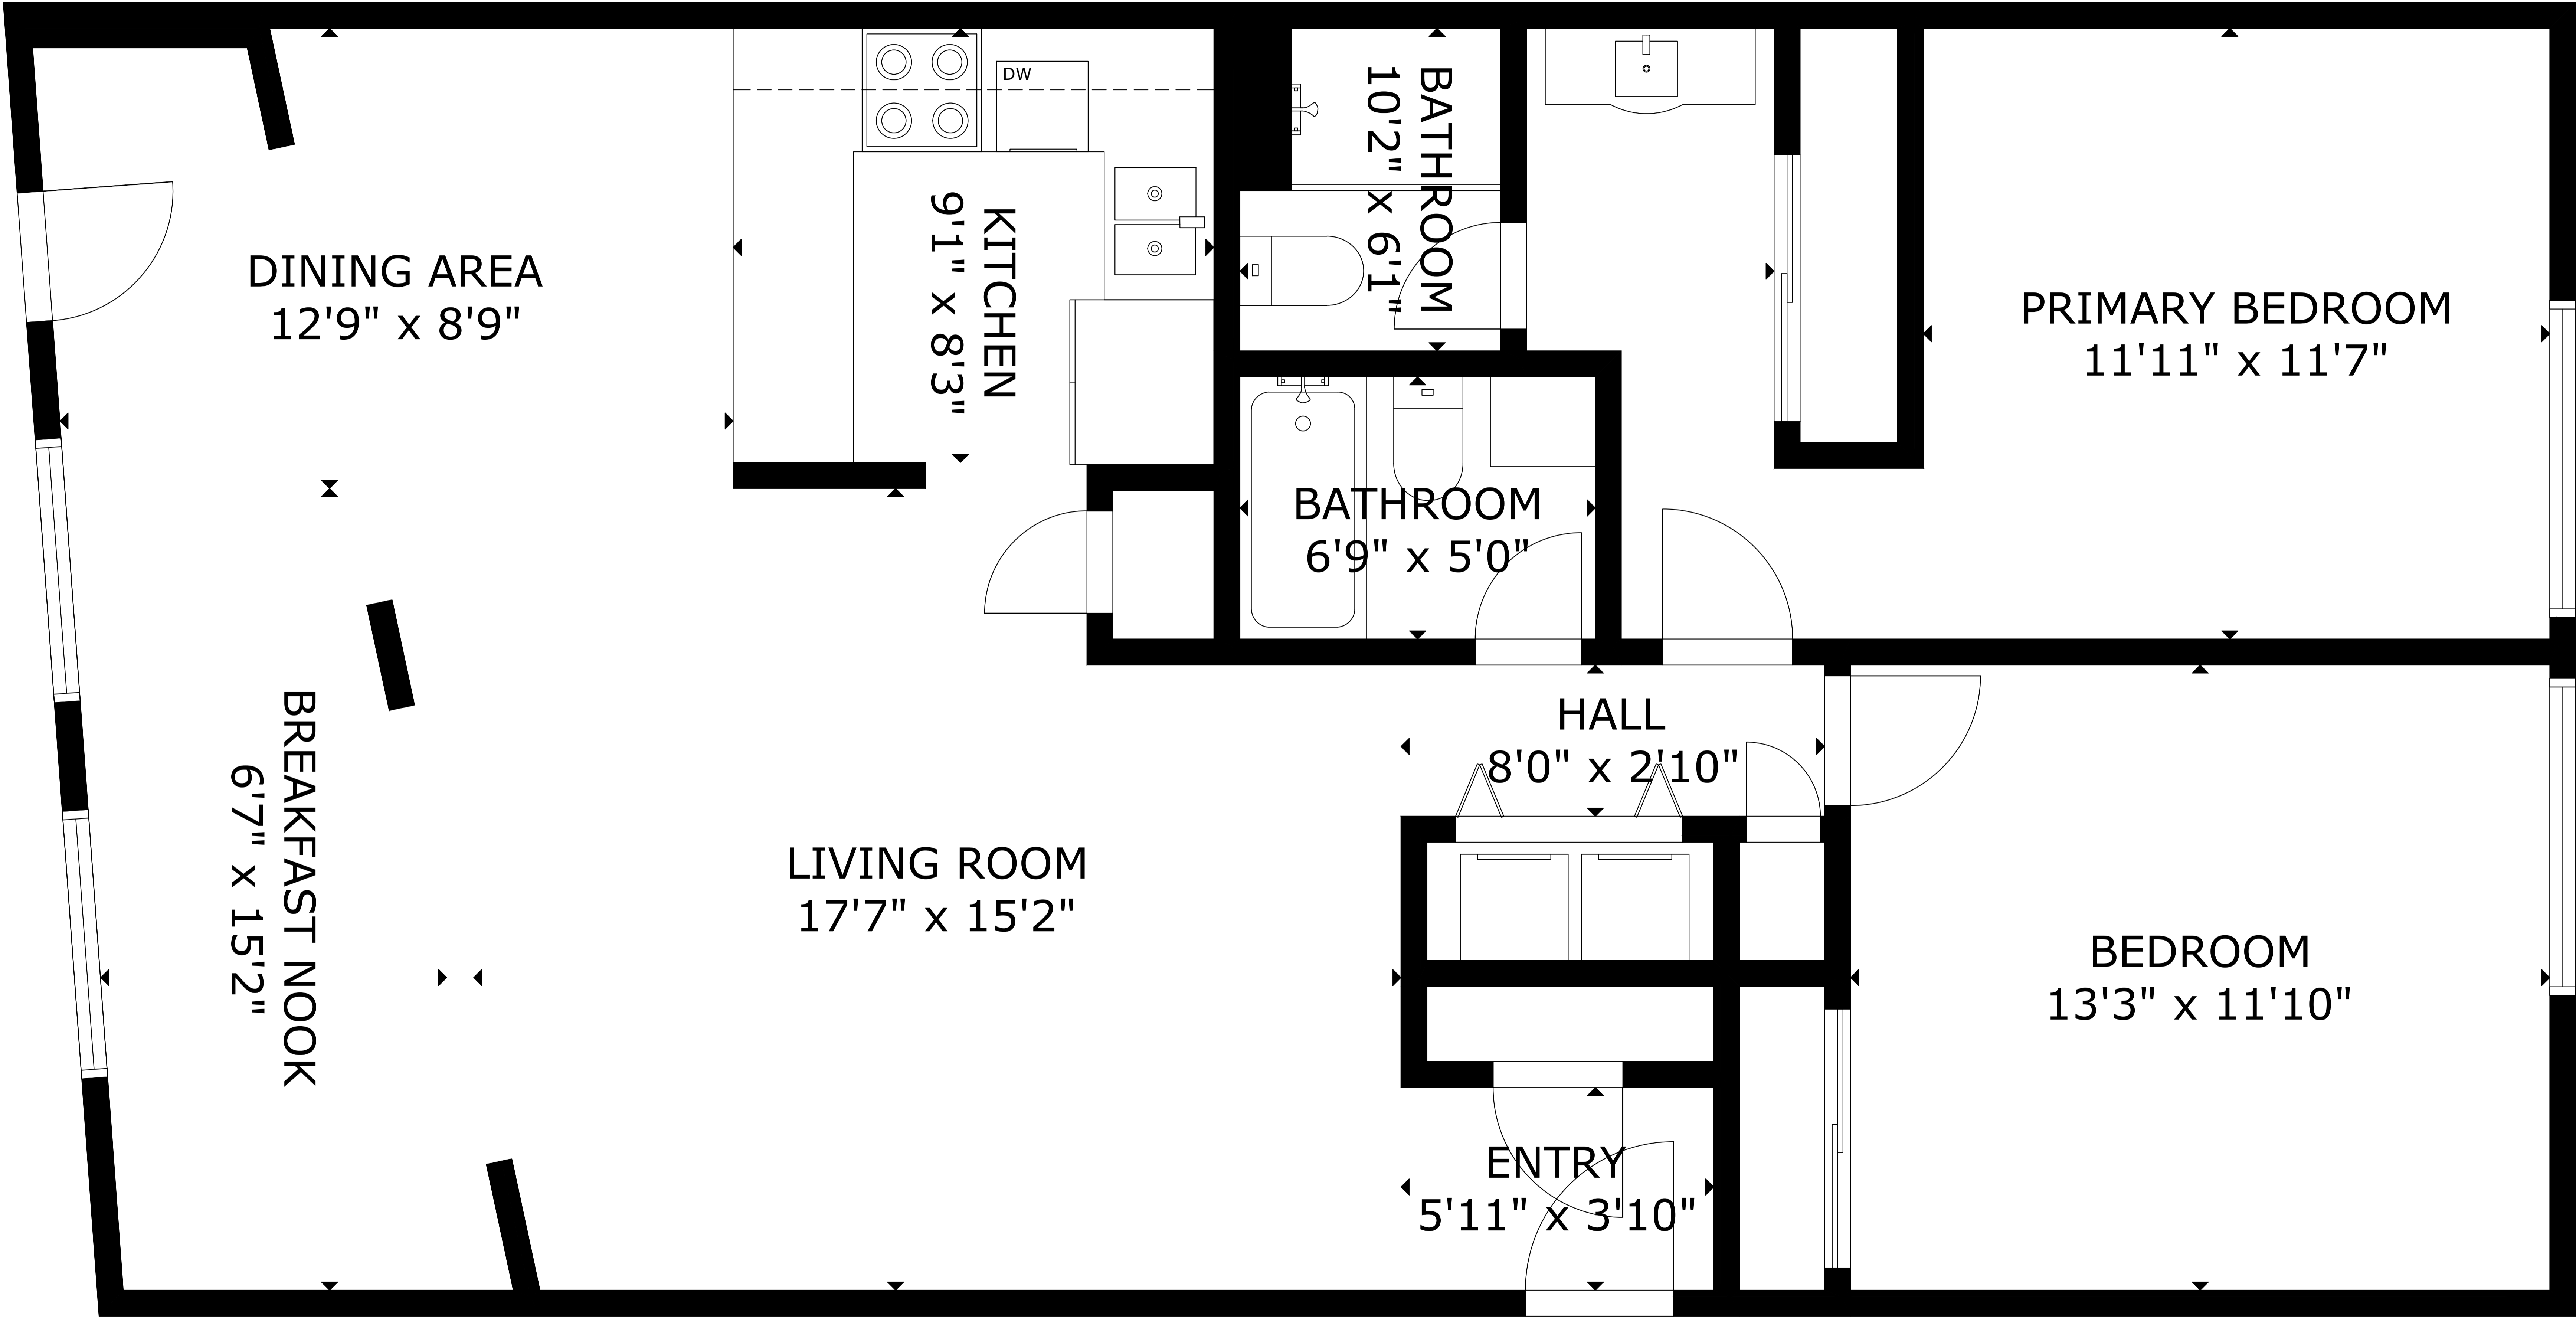 DW
BATHROOM
10'2" x 6'1"
KITCHEN
9'1" x 8'3"
DINING AREA
12'9" x 8'9"
PRIMARY BEDROOM
11'11" x 11'7"
BATHROOM
6'9" x 5'0"
HALL
8'0" x 2'10"
BREAKFAST NOOK
6'7" x 15'2"
LIVING ROOM
17'7" x 15'2"
BEDROOM
13'3" x 11'10"
ENTRY
5'11" x 3'10"